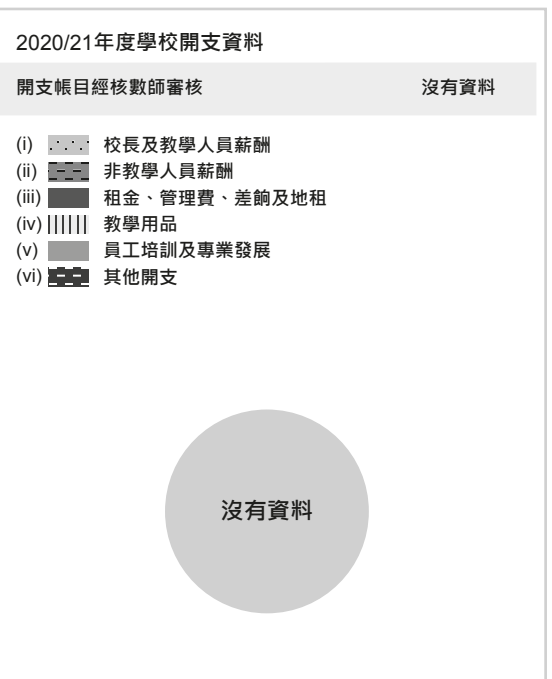 2020/21年度學校開支資料
開支帳目經核數師審核 沒有資料
(i) 校長及教學人員薪酬
(ii) 非教學人員薪酬
(iii) 租金、管理費、差餉及地租
(iv) 教學用品
(v) 員工培訓及專業發展
(vi) 其他開支
沒有資料